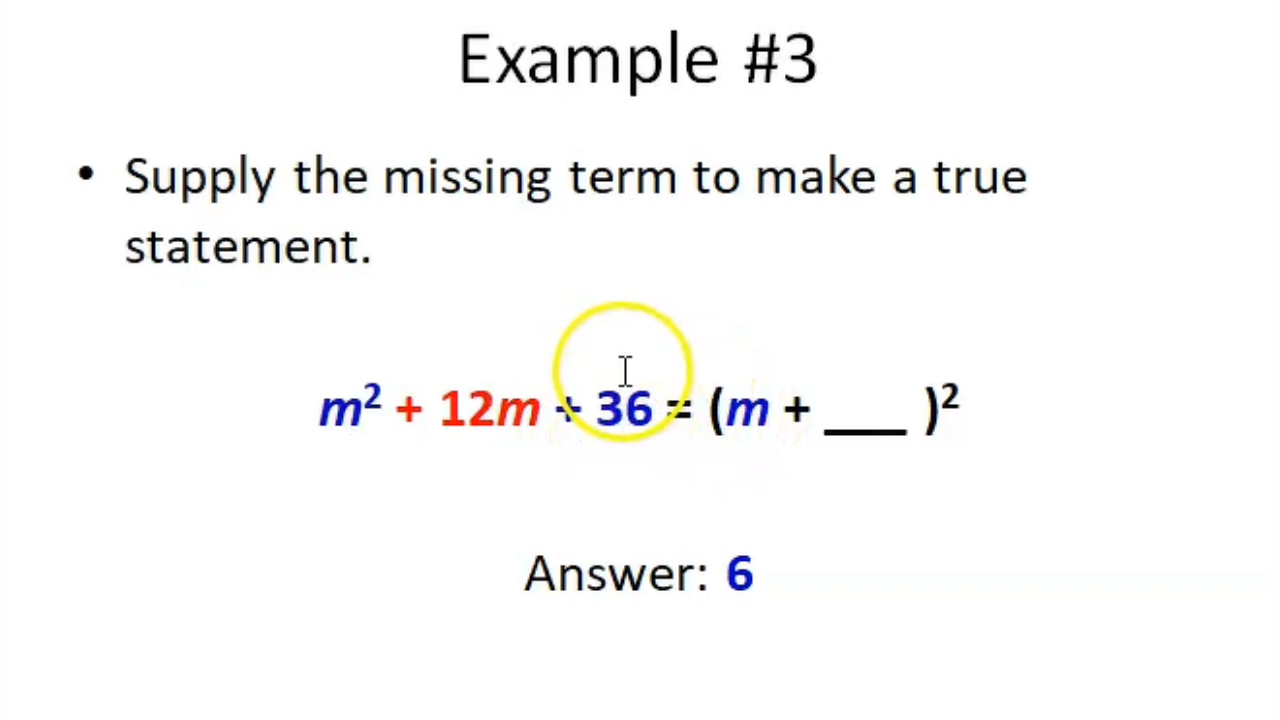 Example #3
• Supply the missing term to make a true
statement.
m² + 12m + 36 = (m + ___ )²
Answer: 6